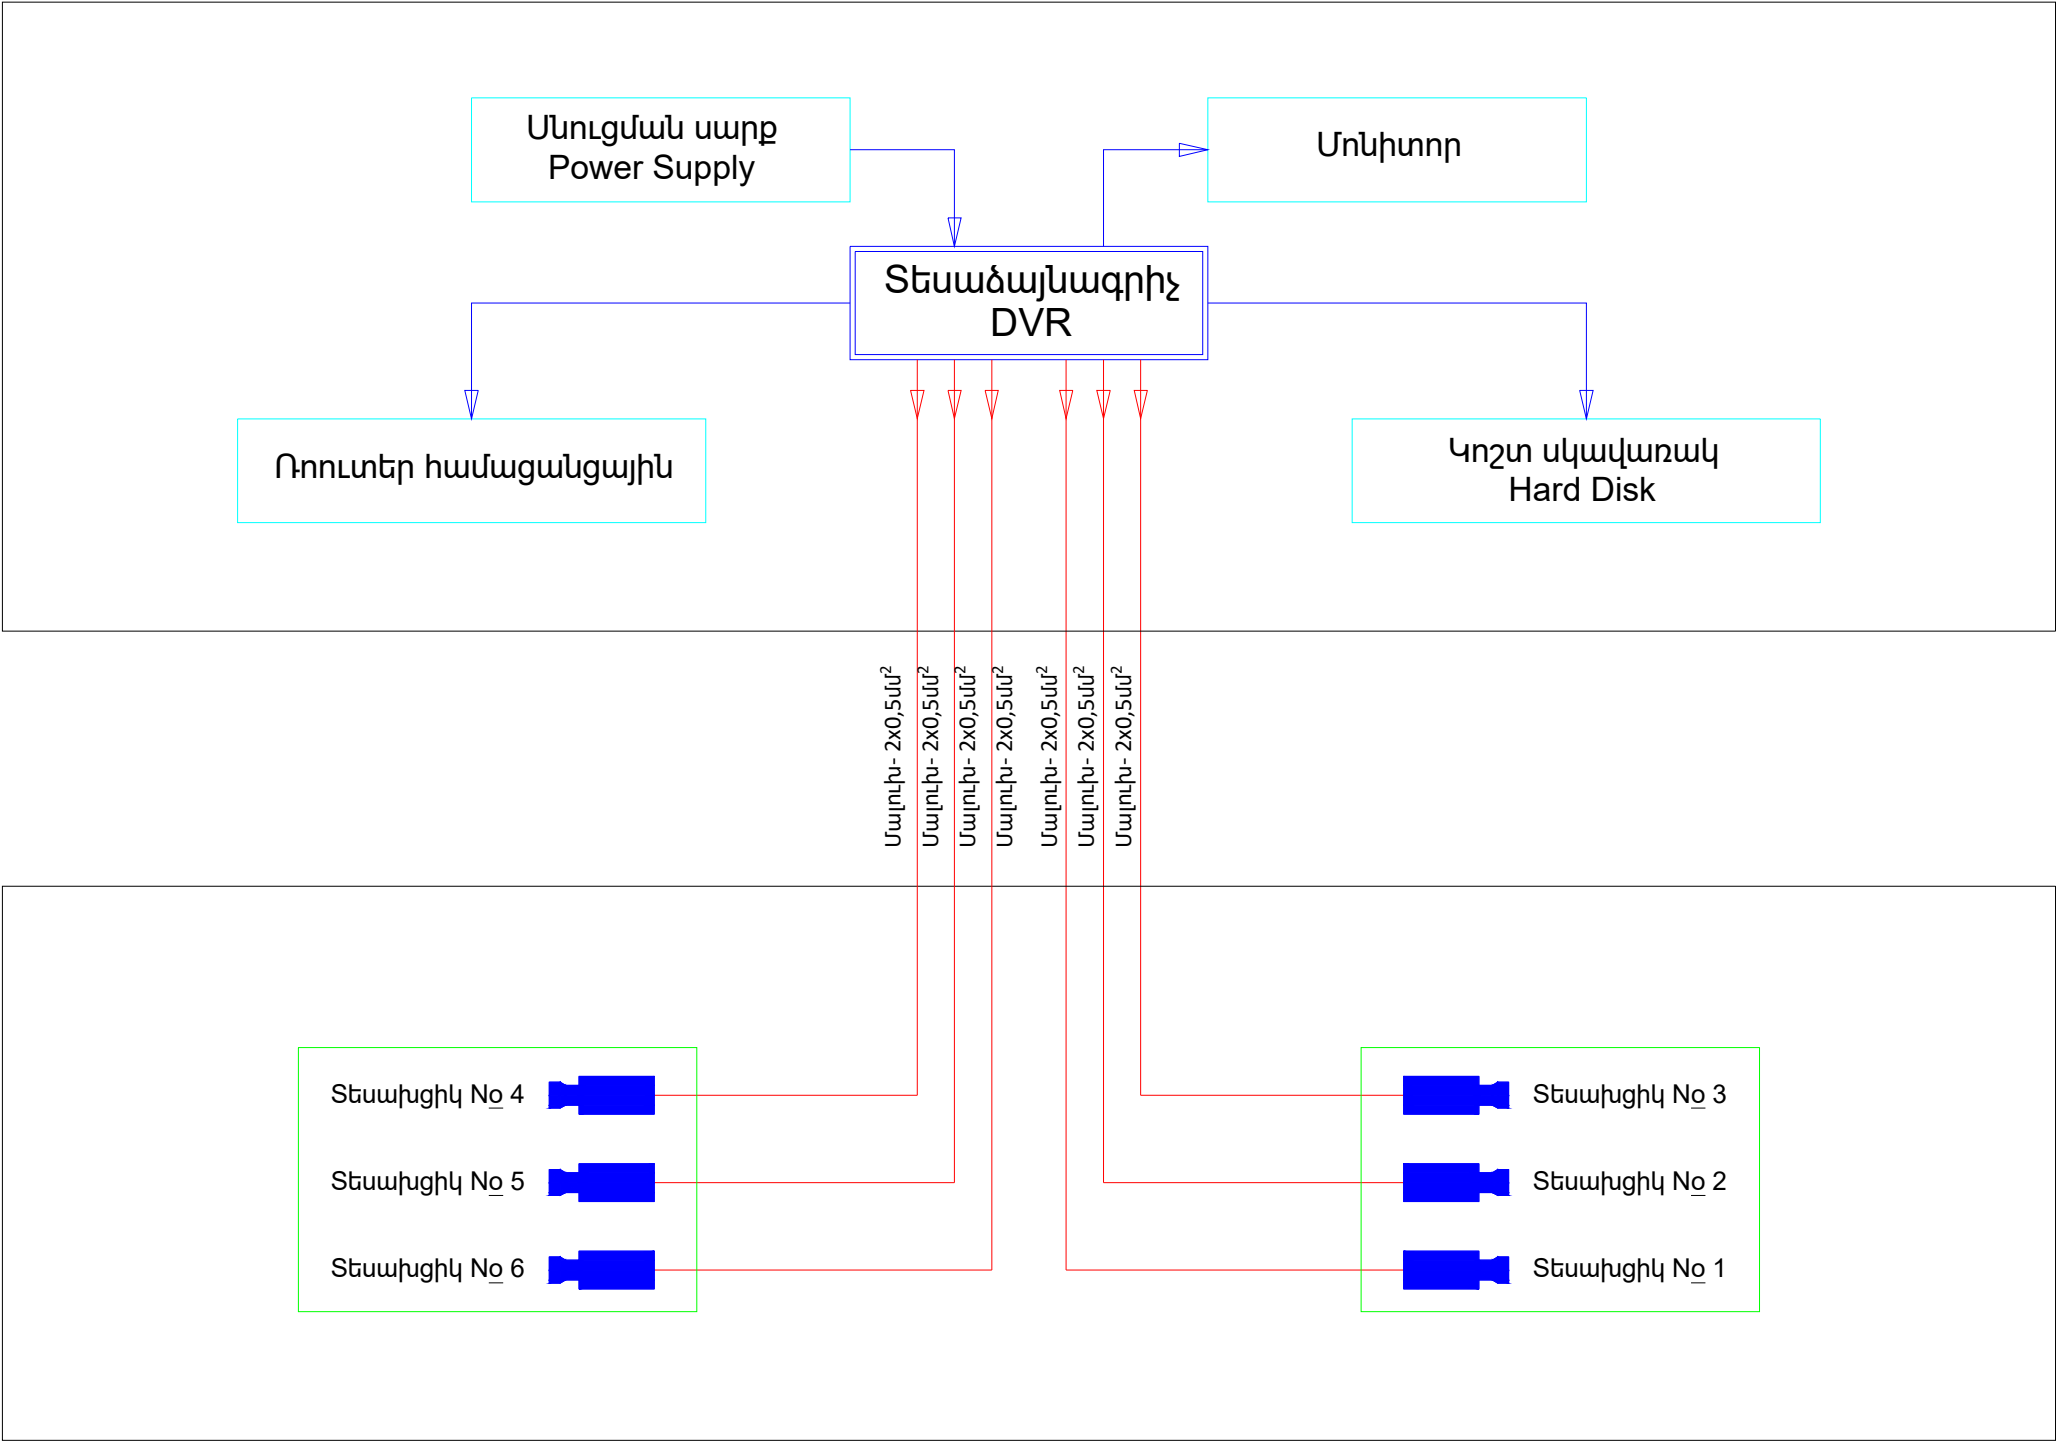 Սնուցման սարք
Power Supply
Մոնիտոր
Տեսաձայնագրիչ
DVR
Ռոուտեր համացանցային
Կոշտ սկավառակ
Hard Disk
Մալուխ- 2x0,5մմ²
Մալուխ- 2x0,5մմ²
Մալուխ- 2x0,5մմ²
Մալուխ- 2x0,5մմ²
Մալուխ- 2x0,5մմ²
Մալուխ- 2x0,5մմ²
Մալուխ- 2x0,5մմ²
Տեսախցիկ No 4
Տեսախցիկ No 5
Տեսախցիկ No 6
Տեսախցիկ No 3
Տեսախցիկ No 2
Տեսախցիկ No 1